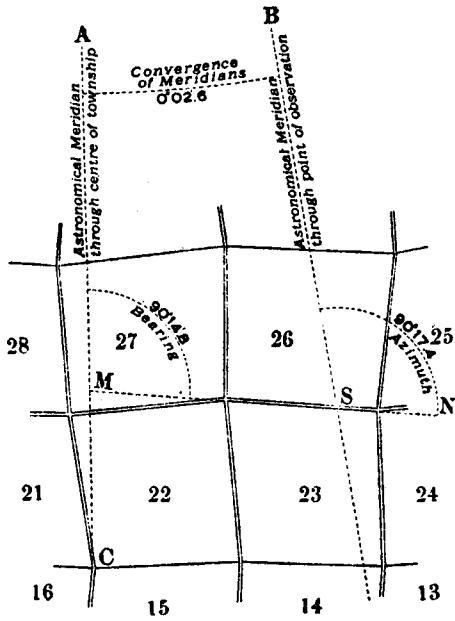 A
B
Convergence
of Meridians
0°02.6
Astronomical Meridian
through centre of township
Astronomical Meridian
through point of observation
90°14.8
Bearing
90°17.4
Azimuth
28
27
26
25
M
S
N
21
22
23
24
C
16
15
14
13